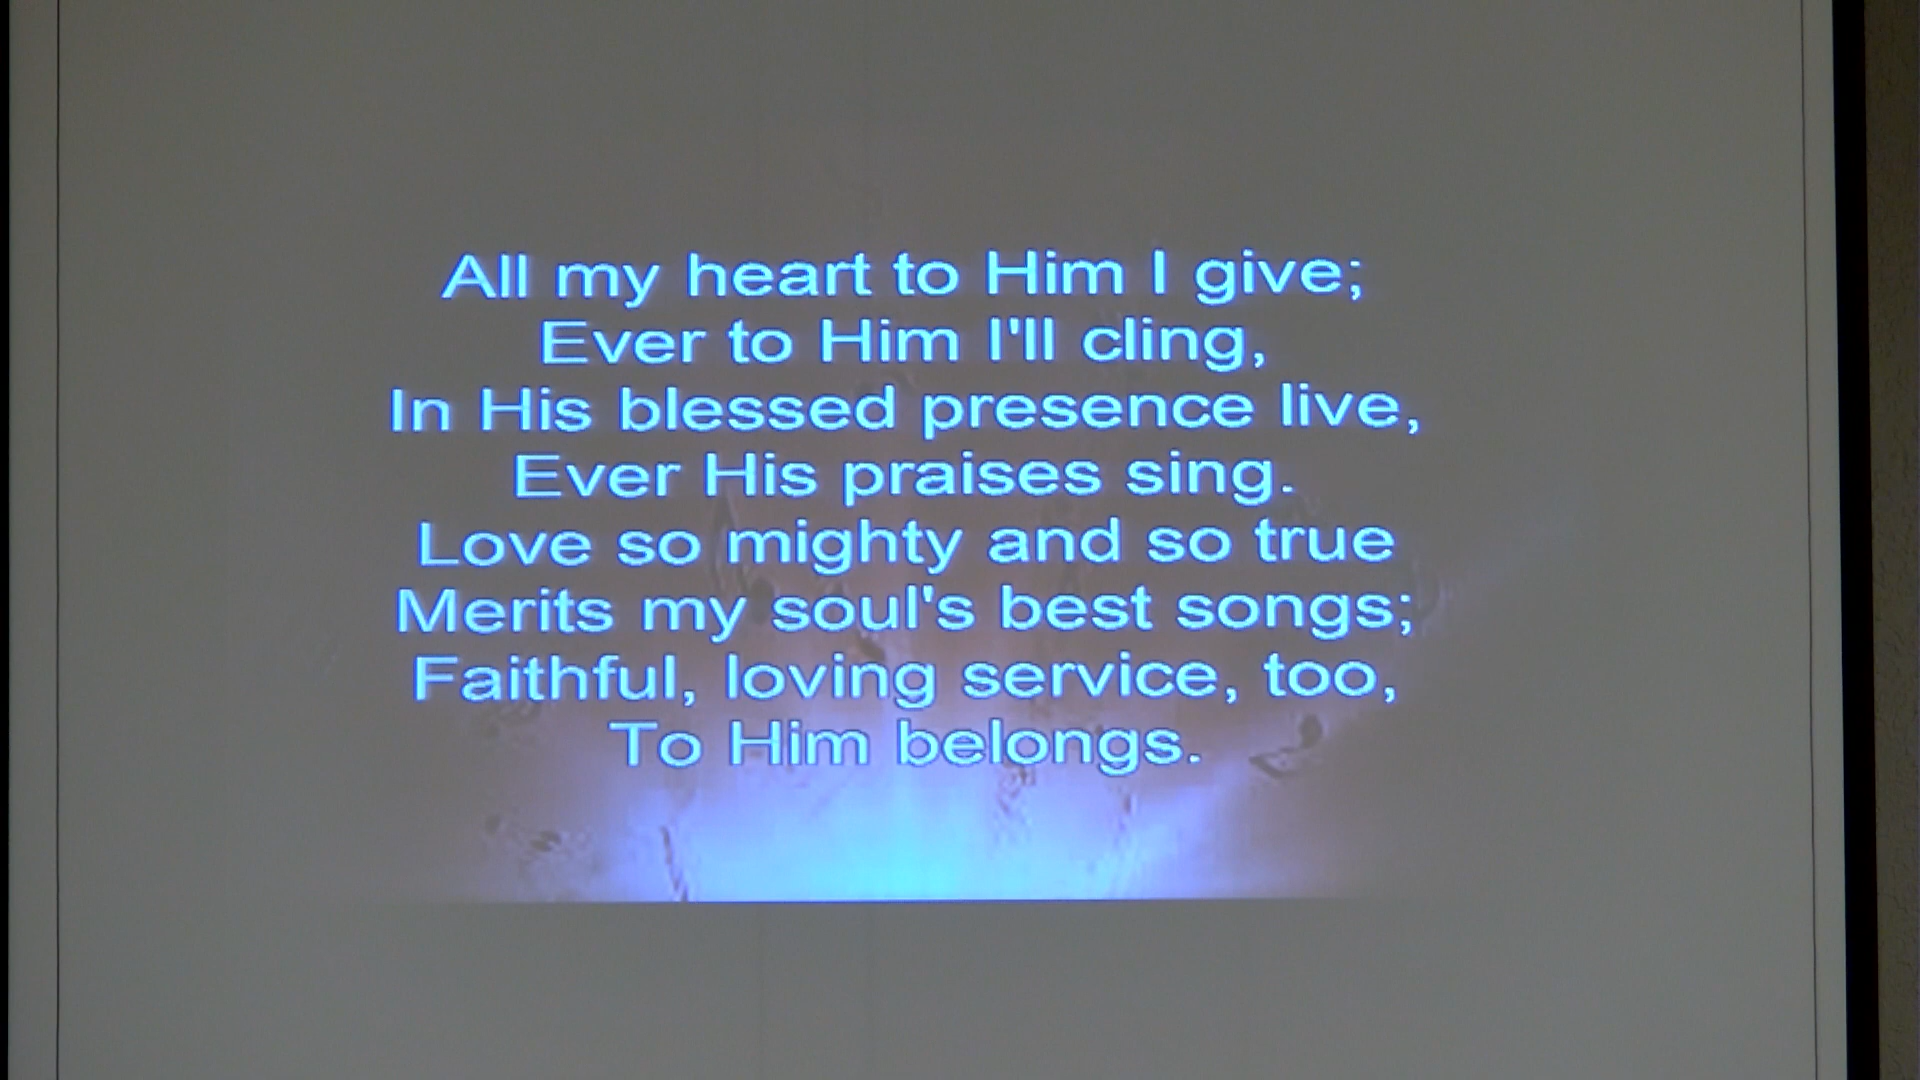 All my heart to Him I give;
Ever to Him I'll cling,
In His blessed presence live,
Ever His praises sing.
Love so mighty and so true
Merits my soul's best songs;
Faithful, loving service, too,
To Him belongs.